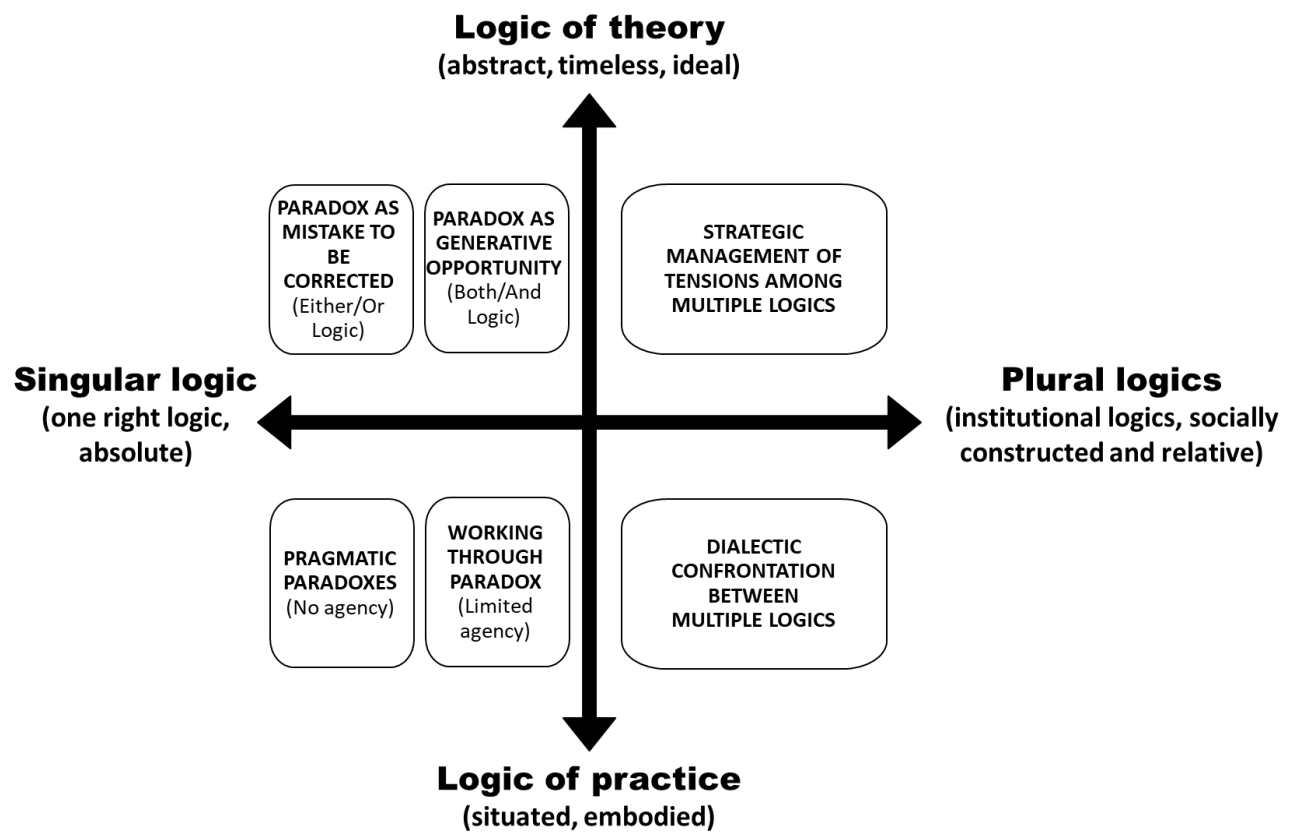 Logic of theory
(abstract, timeless, ideal)
PARADOX AS
MISTAKE TO
BE
CORRECTED
(Either/Or
Logic)
PARADOX AS
GENERATIVE
OPPORTUNITY
(Both/And
Logic)
STRATEGIC
MANAGEMENT OF
TENSIONS AMONG
MULTIPLE LOGICS
Singular logic
(one right logic,
absolute)
Plural logics
(institutional logics, socially
constructed and relative)
PRAGMATIC
PARADOXES
(No agency)
WORKING
THROUGH
PARADOX
(Limited
agency)
DIALECTIC
CONFRONTATION
BETWEEN
MULTIPLE LOGICS
Logic of practice
(situated, embodied)